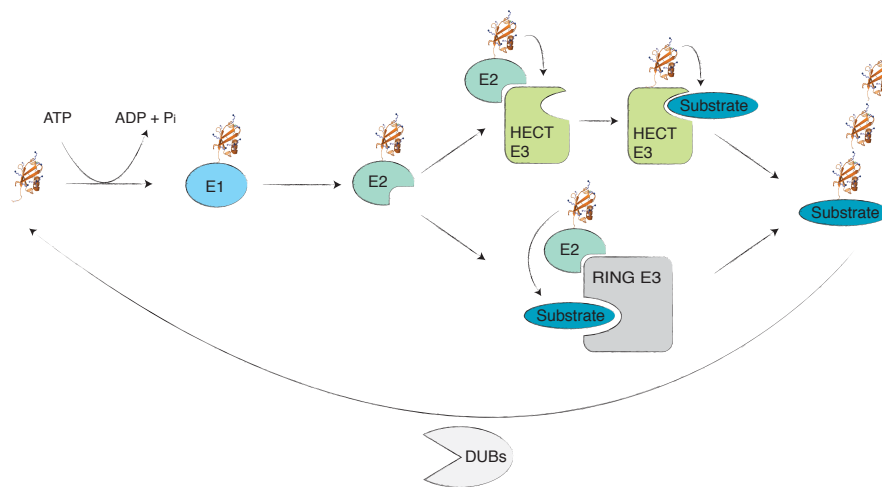 ATP
ADP + Pi
E1
E2
E2
HECT
E3
HECT
E3
Substrate
E2
RING E3
Substrate
Substrate
DUBs